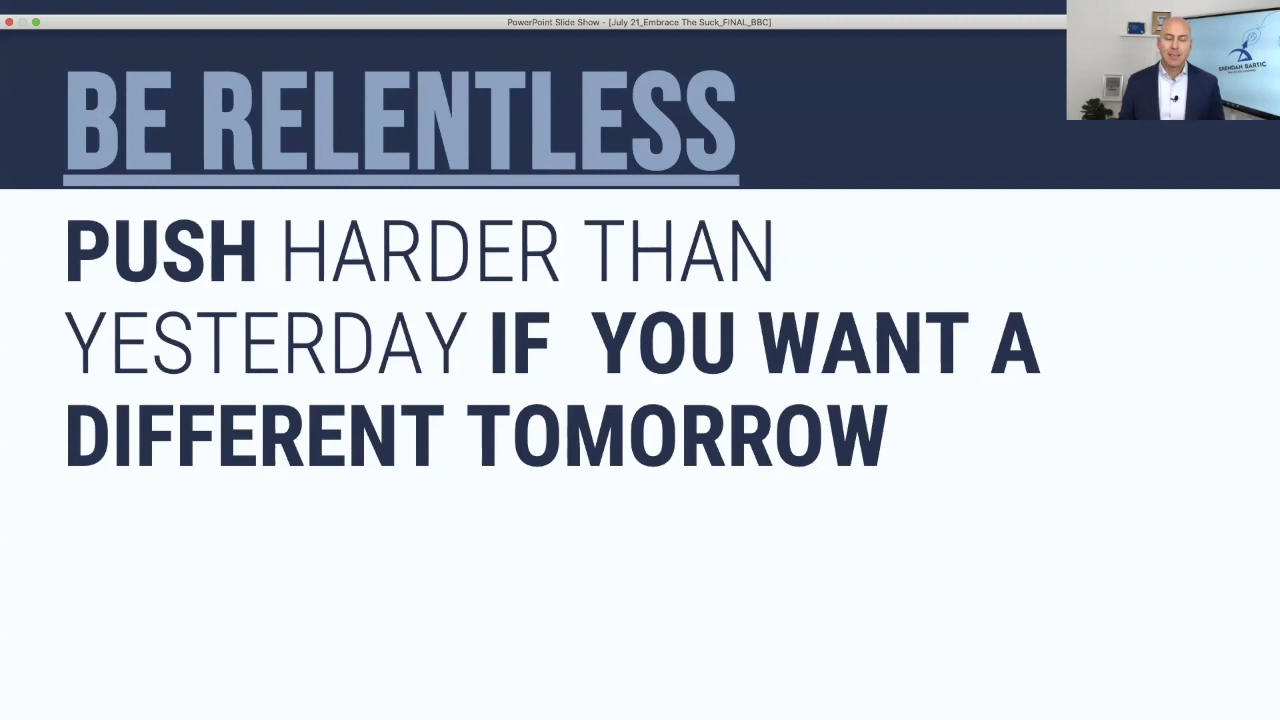 PowerPoint Slide Show - [July 21_Embrace The Suck_FINAL_BBC]
BE RELENTLESS
BRENDAN BARTIC
PUSH HARDER THAN
YESTERDAY IF  YOU WANT A
DIFFERENT TOMORROW